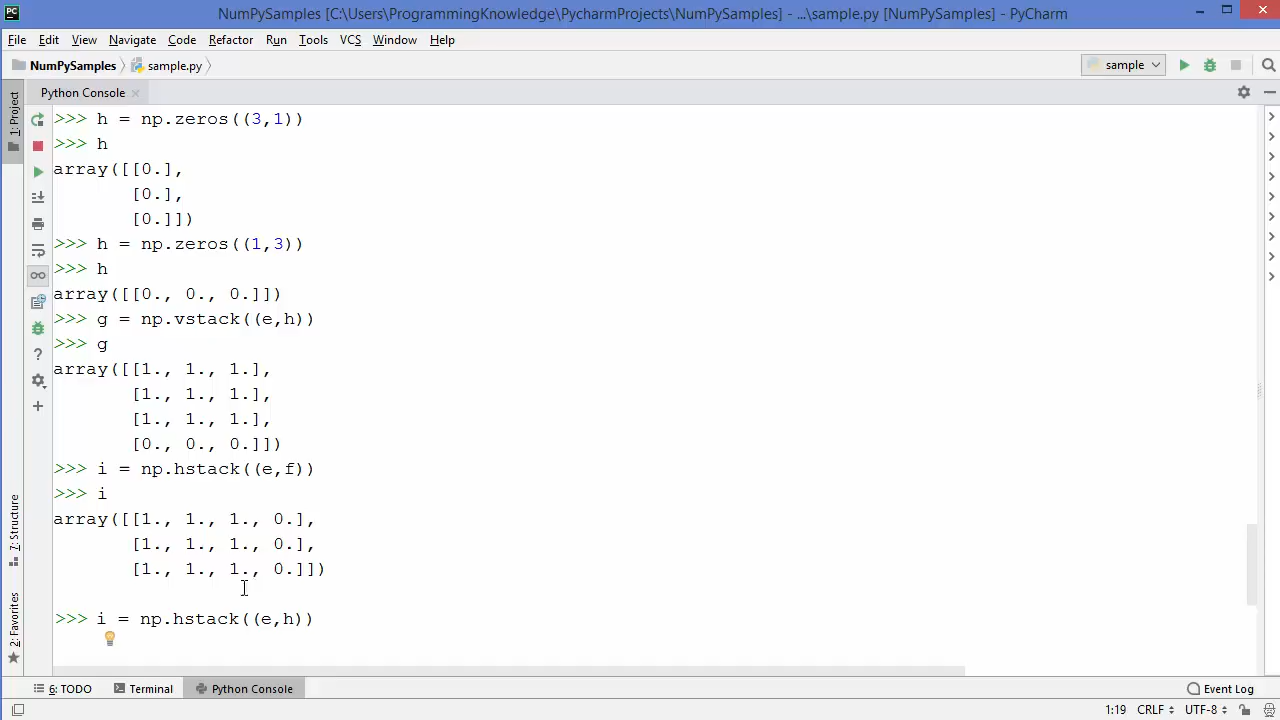 NumPySamples [C:\Users\ProgrammingKnowledge\PycharmProjects\NumPySamples] - ...\sample.py [NumPySamples] - PyCharm
File Edit View Navigate Code Refactor Run Tools VCS Window Help
NumPySamples sample.py sample
1: Project
Python Console
>>> h = np.zeros((3,1))
>>> h
array([[0.],
[0.],
[0.]])
>>> h = np.zeros((1,3))
>>> h
array([[0., 0., 0.]])
>>> g = np.vstack((e,h))
>>> g
array([[1., 1., 1.],
[1., 1., 1.],
[1., 1., 1.],
[0., 0., 0.]])
>>> i = np.hstack((e,f))
>>> i
array([[1., 1., 1., 0.],
[1., 1., 1., 0.],
[1., 1., 1., 0.]])
>>> i = np.hstack((e,h))
7: Structure
2: Favorites
6: TODO Terminal Python Console Event Log
1:19 CRLF UTF-8